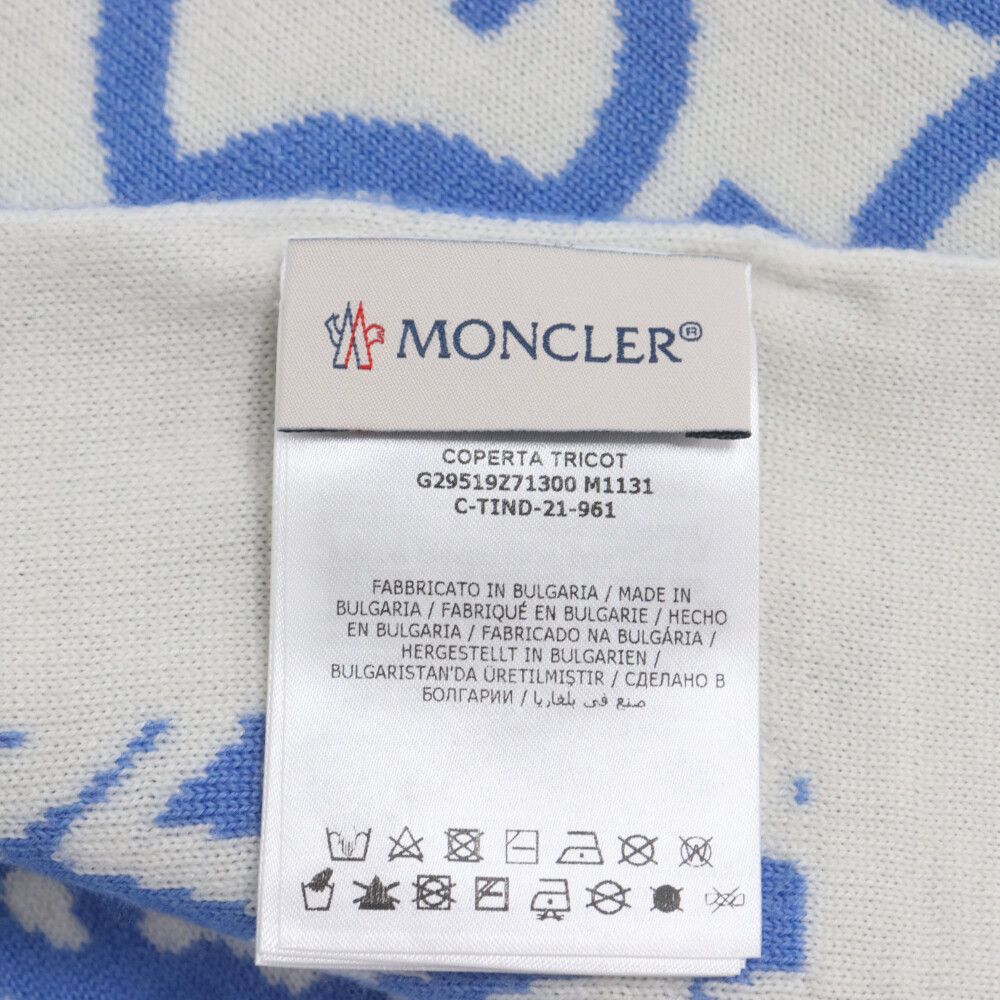 MONCLER®
COPERTA TRICOT
G29519Z71300 M1131
C-TIND-21-961
FABBRICATO IN BULGARIA / MADE IN
BULGARIA / FABRIQUÉ EN BULGARIE / HECHO
EN BULGARIA / FABRICADO NA BULGÁRIA /
HERGESTELLT IN BULGARIEN /
BULGARISTAN'DA ÜRETILMIŞTIR / СДЕЛАНО В
БОЛГАРИИ / صنع في بلغاريا